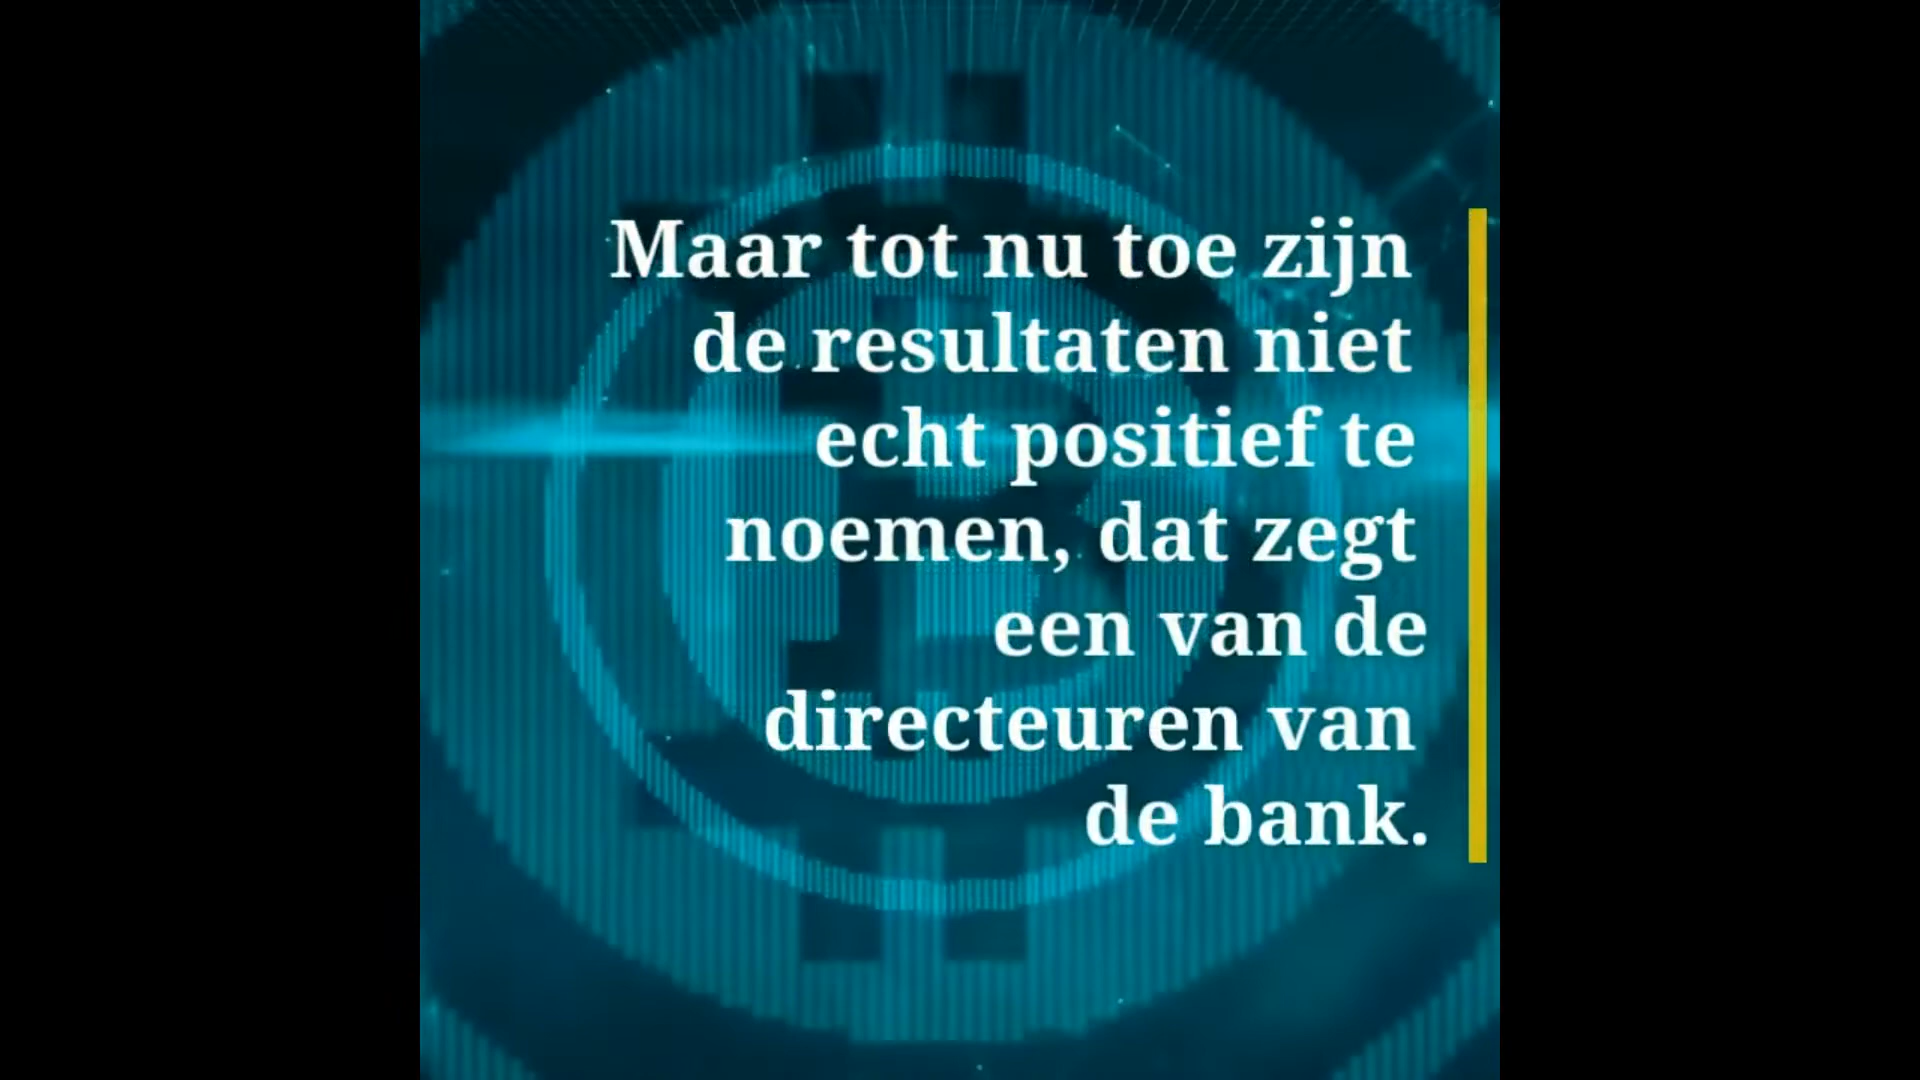 Maar tot nu toe zijn
de resultaten niet
echt positief te
noemen, dat zegt
een van de
directeuren van
de bank.